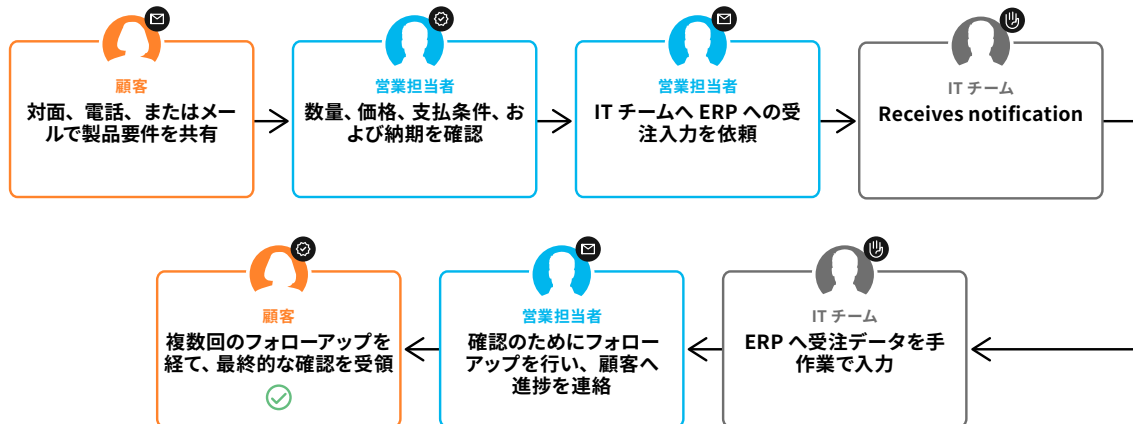 顧客
対面、電話、またはメー
ルで製品要件を共有
営業担当者
数量、価格、支払条件、お
よび納期を確認
営業担当者
IT チームへ ERP への受
注入力を依頼
IT チーム
Receives notification
顧客
複数回のフォローアップを
経て、最終的な確認を受領
営業担当者
確認のためにフォロー
アップを行い、顧客へ
進捗を連絡
IT チーム
ERP へ受注データを手
作業で入力